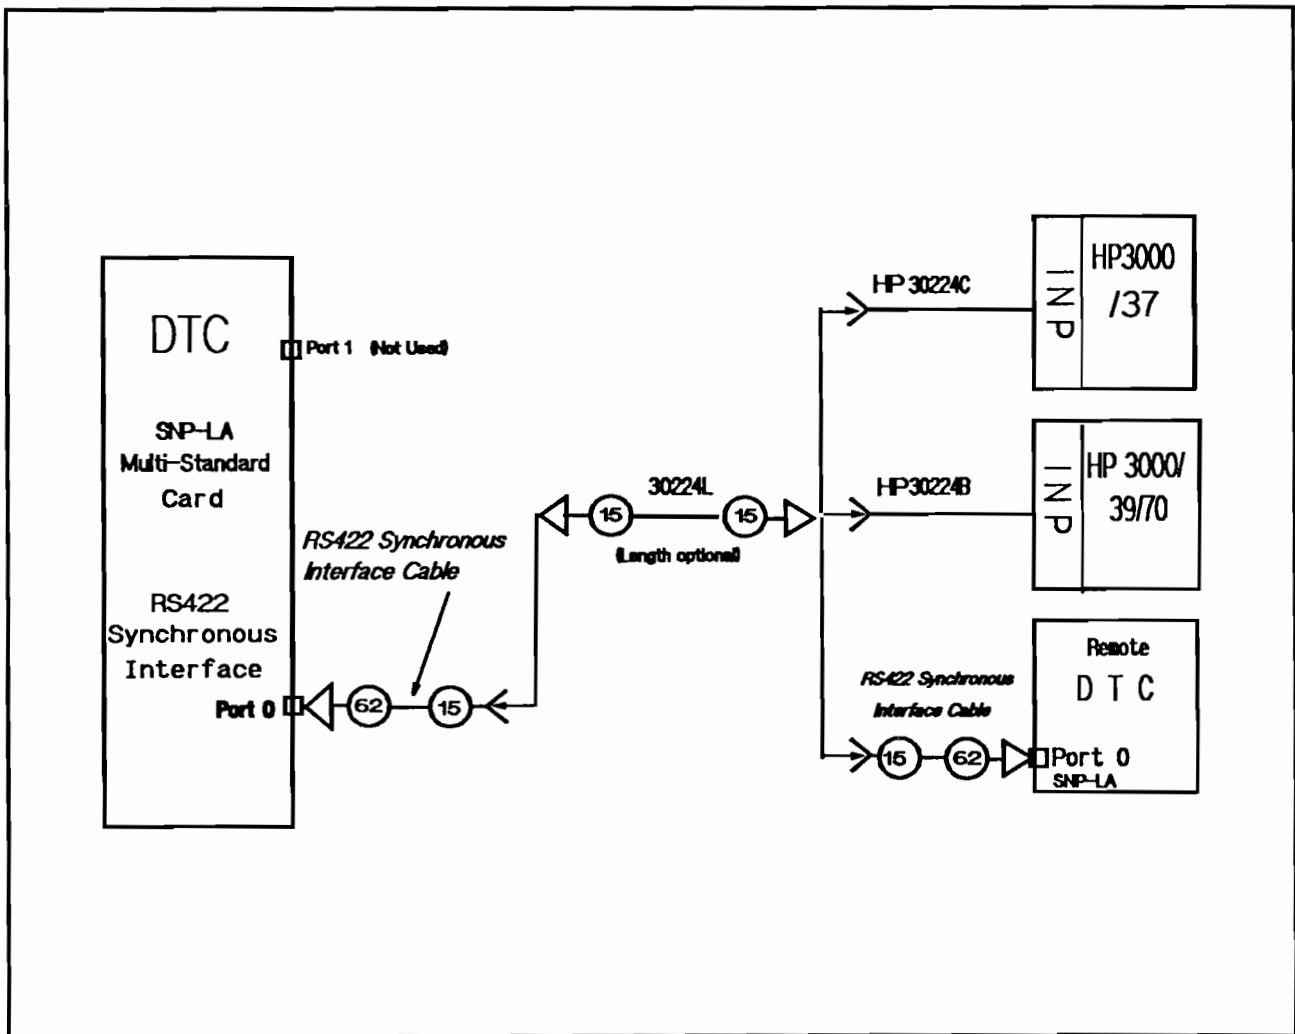 DTC
Port 1 (Not Used)
SNP-LA
Multi-Standard
Card
RS422 Synchronous
Interface Cable
RS422
Synchronous
Interface
Port 0
62
15
30224L
15
15
(Length optional)
HP 30224C
INP
HP3000
/37
HP30224B
INP
HP 3000/
39/70
RS422 Synchronous
Interface Cable
15
62
Remote
DTC
Port 0
SNP-LA